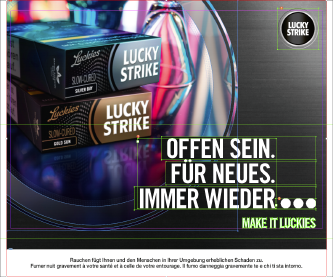 LUCKY
STRIKE
Luckies
SLOW-CURED
SILVER BAY
LUCKY
STRIKE
Luckies
SLOW-CURED
GOLD SUN
LUCKY
STRIKE
OFFEN SEIN.
FÜR NEUES.
IMMER WIEDER.
MAKE IT LUCKIES
Rauchen fügt Ihnen und den Menschen in Ihrer Umgebung erheblichen Schaden zu.
Fumer nuit gravement à votre santé et à celle de votre entourage. Il fumo danneggia gravemente te e chi ti sta intorno.